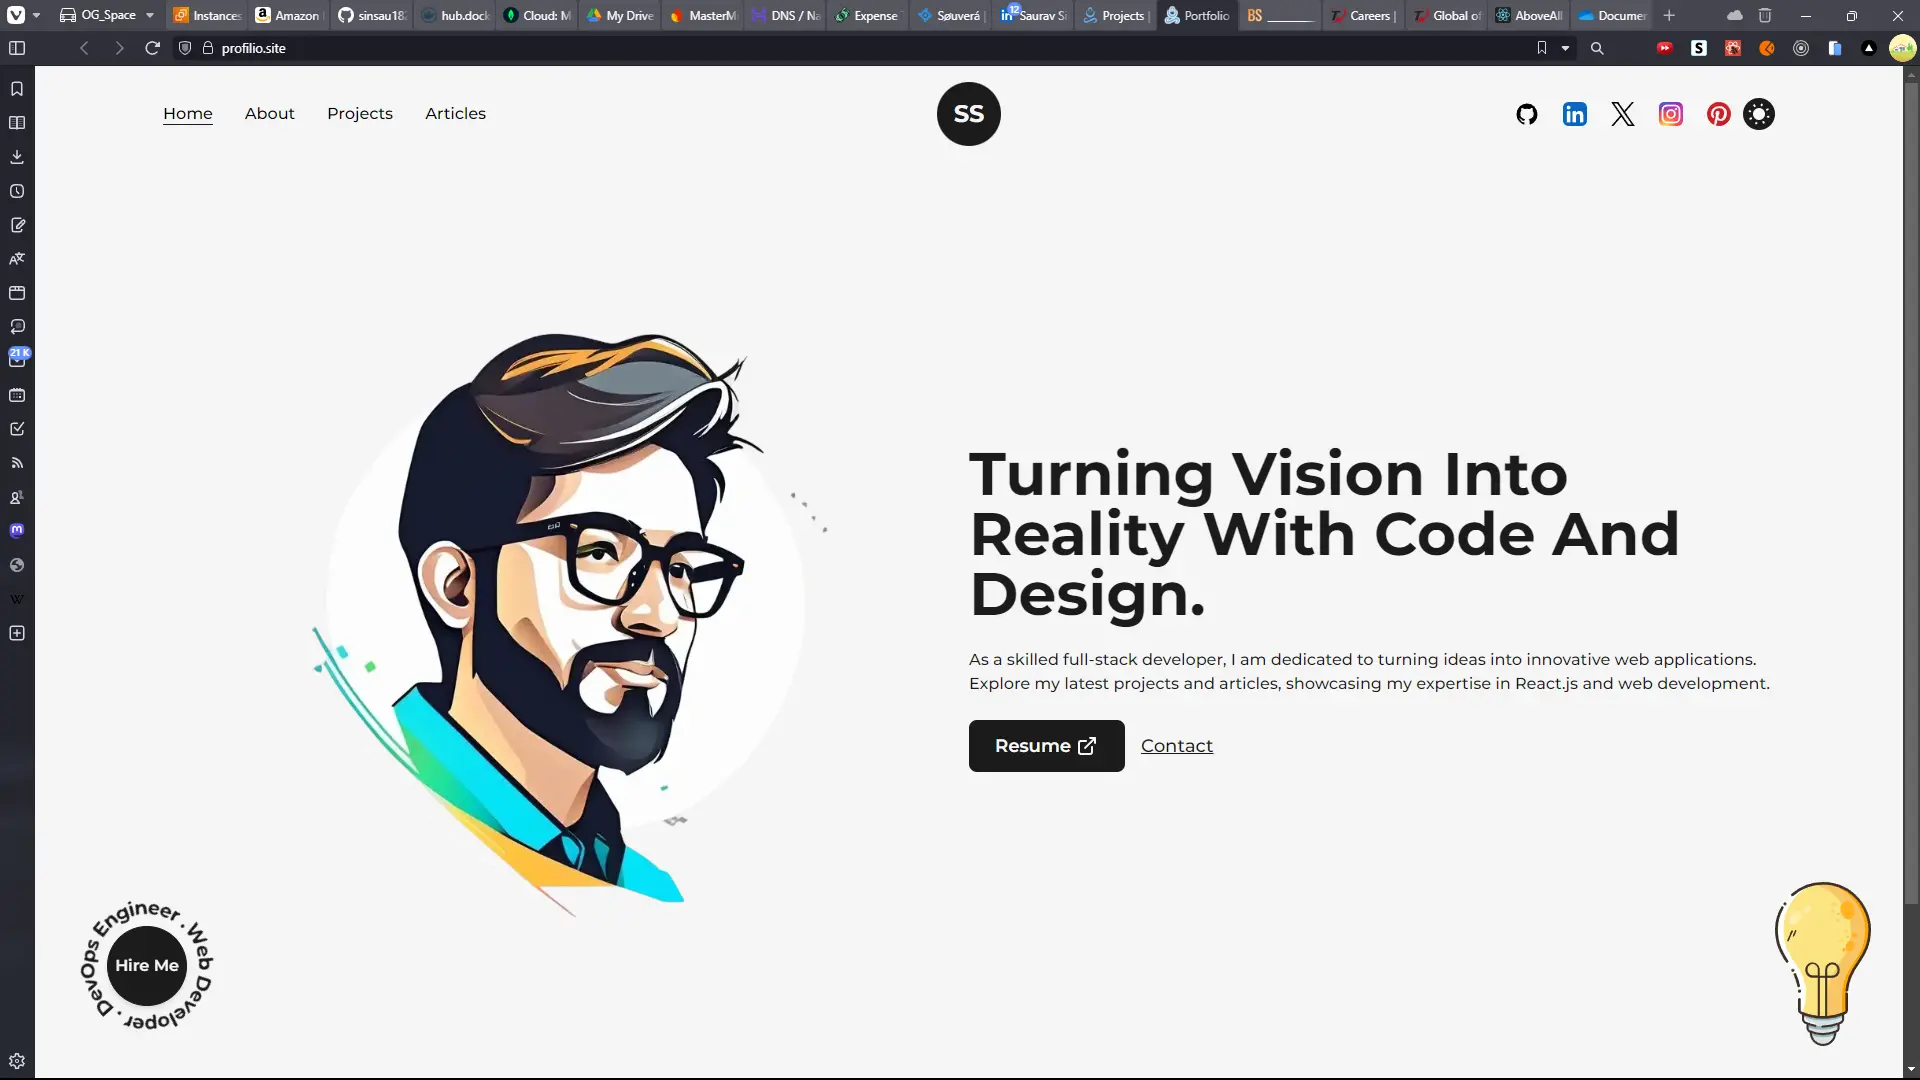 OG_Space
Instances
Amazon
sinsau18
hub.dock
Cloud: M
My Drive
MasterM
DNS / Na
Expense
Søuverá |
12
Saurav Si
Projects |
Portfolio
BS
Careers |
Global of
AboveAll
Documen
profilio.site
21 K
Home
About
Projects
Articles
SS
Turning Vision Into
Reality With Code And
Design.
As a skilled full-stack developer, I am dedicated to turning ideas into innovative web applications.
Explore my latest projects and articles, showcasing my expertise in React.js and web development.
Resume
Contact
DevOps Engineer . Web Developer .
Hire Me